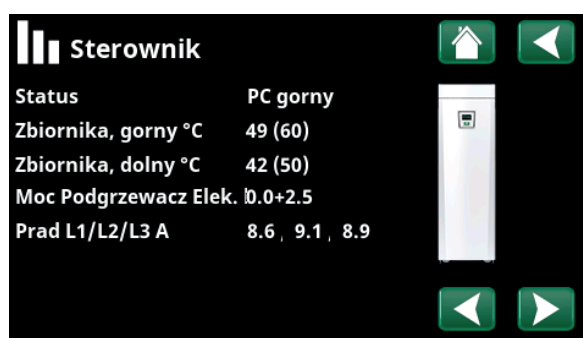 Sterownik
Status PC gorny
Zbiornika, gorny °C 49 (60)
Zbiornika, dolny °C 42 (50)
Moc Podgrzewacz Elek. 0.0+2.5
Prad L1/L2/L3 A 8.6 , 9.1 , 8.9